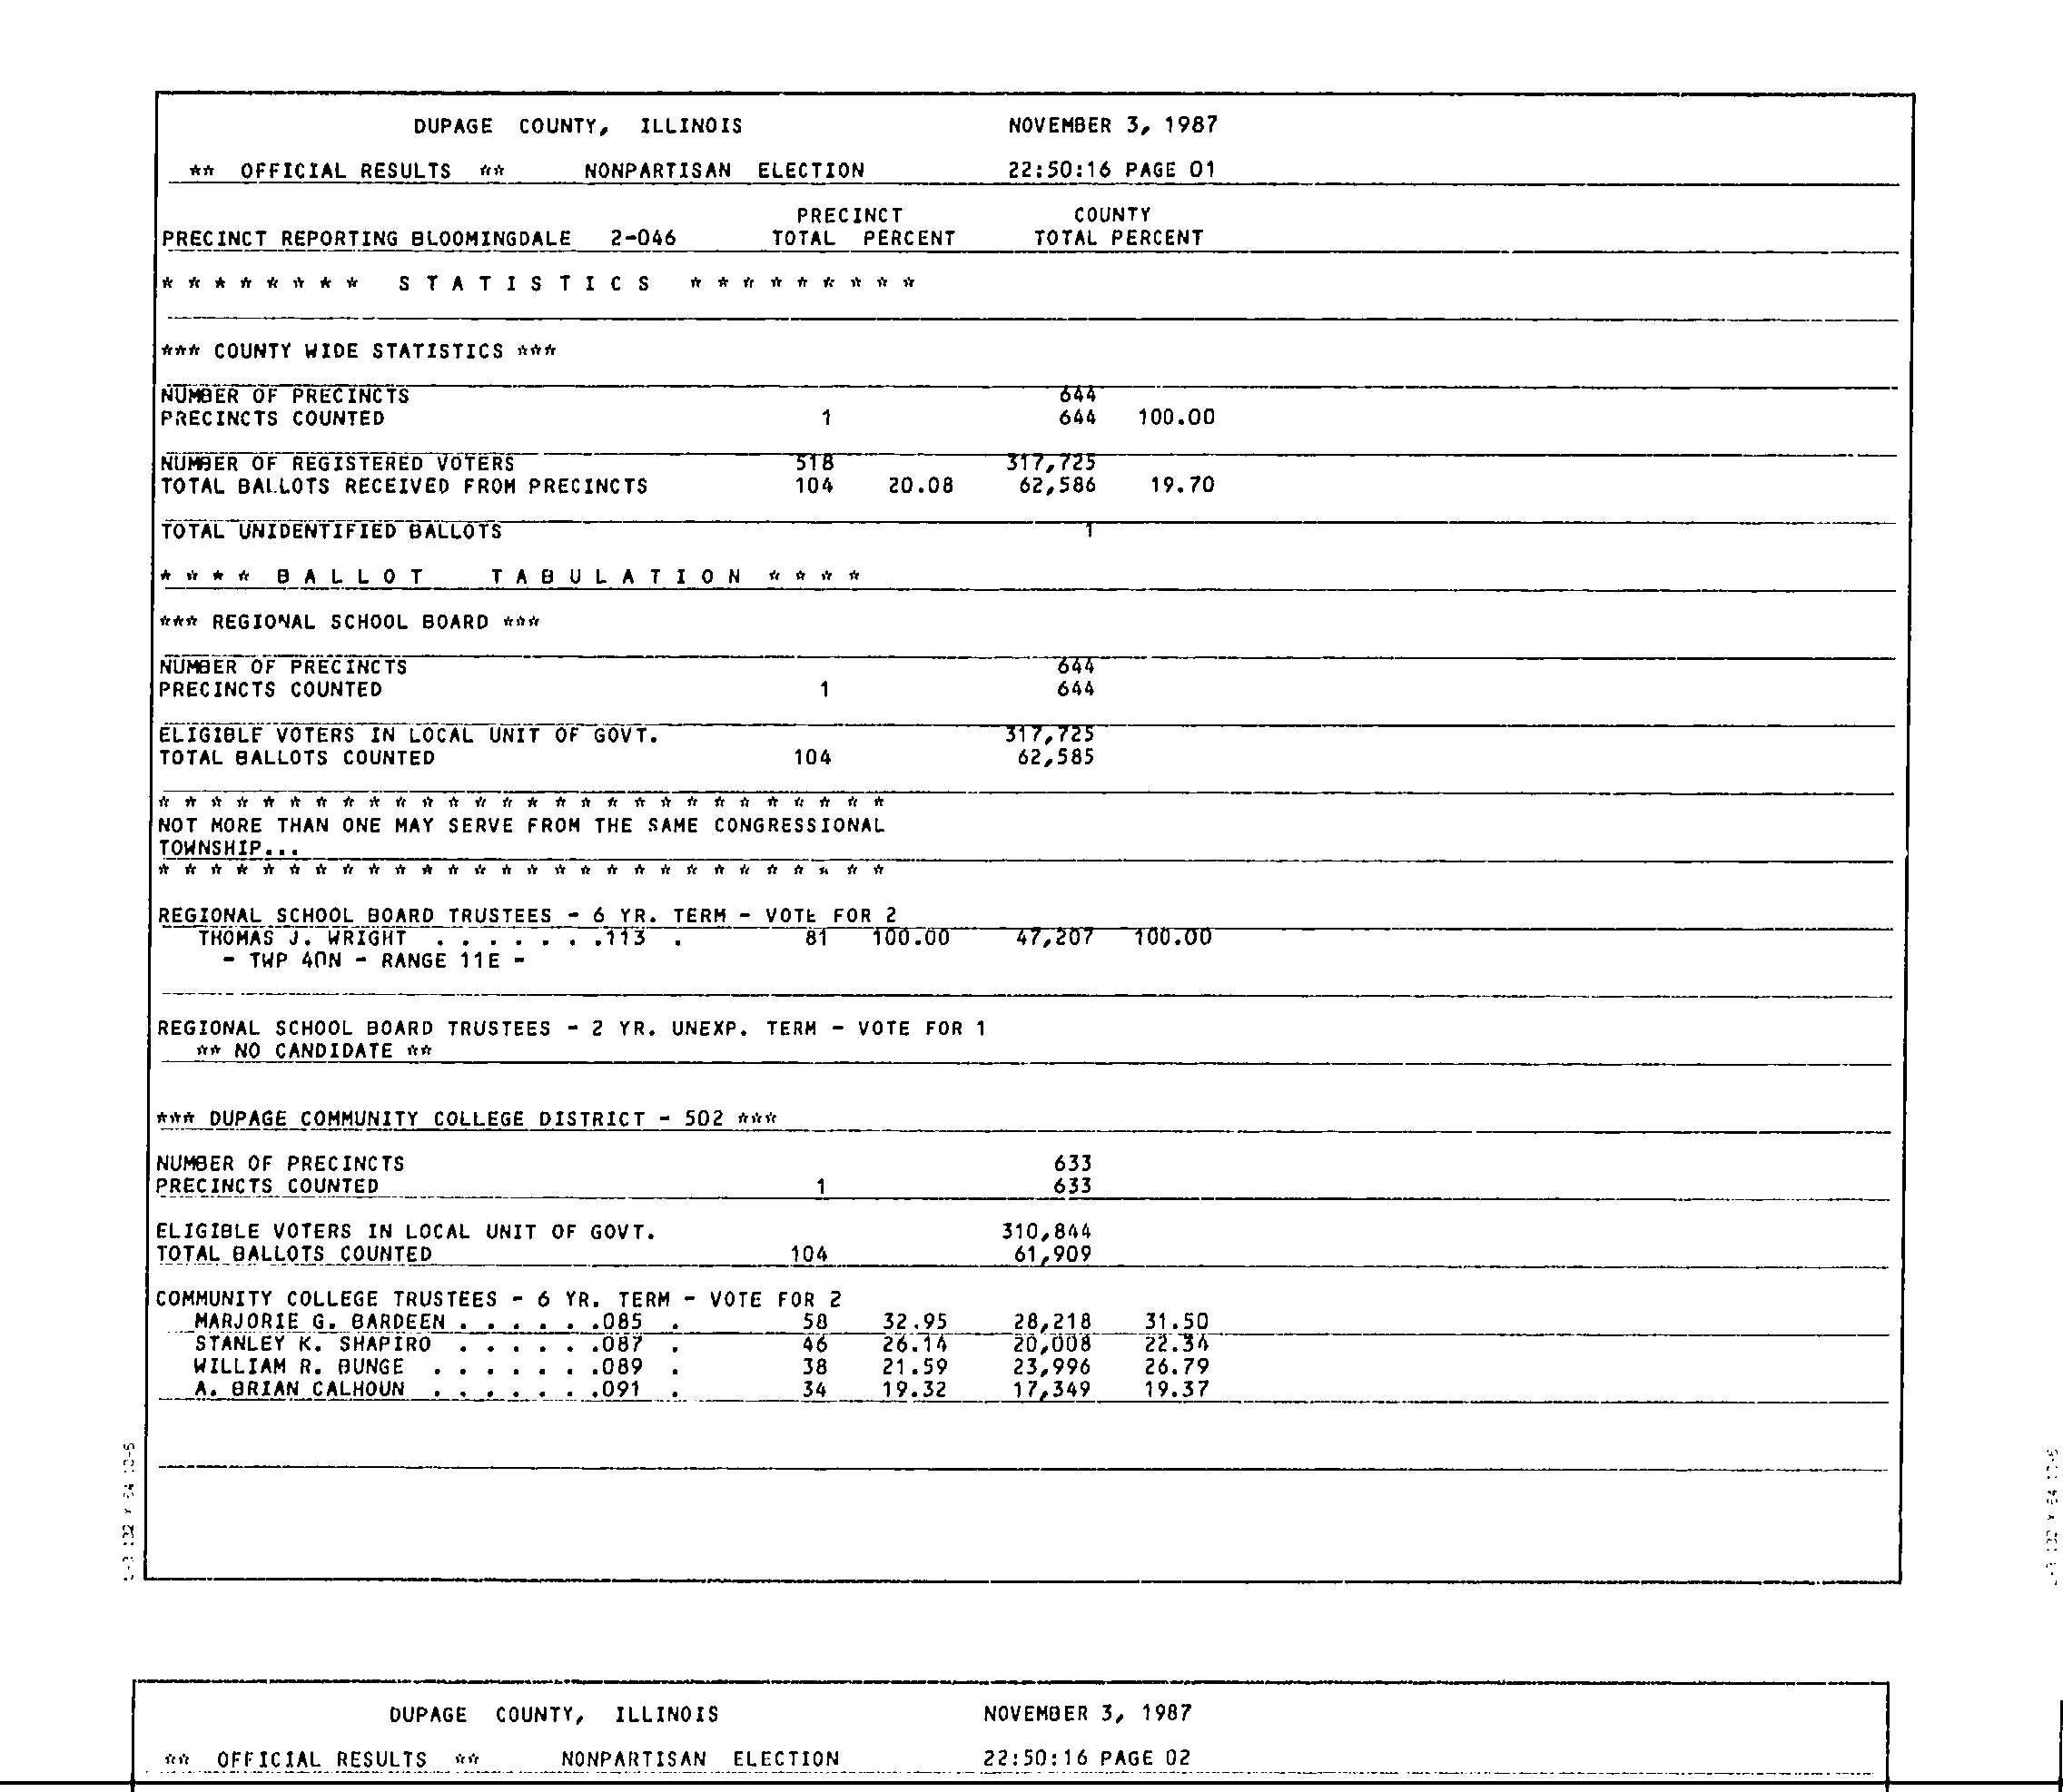 DUPAGE COUNTY, ILLINOIS NOVEMBER 3, 1987
** OFFICIAL RESULTS ** NONPARTISAN ELECTION 22:50:16 PAGE 01
PRECINCT COUNTY
PRECINCT REPORTING BLOOMINGDALE 2-046 TOTAL PERCENT TOTAL PERCENT
* * * * * * * * S T A T I S T I C S * * * * * * * * *
*** COUNTY WIDE STATISTICS ***
NUMBER OF PRECINCTS 644
PRECINCTS COUNTED 1 644 100.00
NUMBER OF REGISTERED VOTERS 518 317,725
TOTAL BALLOTS RECEIVED FROM PRECINCTS 104 20.08 62,586 19.70
TOTAL UNIDENTIFIED BALLOTS 1
* * * * B A L L O T T A B U L A T I O N * * * *
*** REGIONAL SCHOOL BOARD ***
NUMBER OF PRECINCTS 644
PRECINCTS COUNTED 1 644
ELIGIBLE VOTERS IN LOCAL UNIT OF GOVT. 317,725
TOTAL BALLOTS COUNTED 104 62,585
* * * * * * * * * * * * * * * * * * * * * * * * * * * *
NOT MORE THAN ONE MAY SERVE FROM THE SAME CONGRESSIONAL
TOWNSHIP...
* * * * * * * * * * * * * * * * * * * * * * * * * * * *
REGIONAL SCHOOL BOARD TRUSTEES - 6 YR. TERM - VOTE FOR 2
THOMAS J. WRIGHT . . . . . . .113 . 81 100.00 47,207 100.00
- TWP 40N - RANGE 11E -
REGIONAL SCHOOL BOARD TRUSTEES - 2 YR. UNEXP. TERM - VOTE FOR 1
** NO CANDIDATE **
*** DUPAGE COMMUNITY COLLEGE DISTRICT - 502 ***
NUMBER OF PRECINCTS 633
PRECINCTS COUNTED 1 633
ELIGIBLE VOTERS IN LOCAL UNIT OF GOVT. 310,844
TOTAL BALLOTS COUNTED 104 61,909
COMMUNITY COLLEGE TRUSTEES - 6 YR. TERM - VOTE FOR 2
MARJORIE G. BARDEEN . . . . . .085 . 58 32.95 28,218 31.50
STANLEY K. SHAPIRO . . . . . .087 . 46 26.14 20,008 22.34
WILLIAM R. BUNGE . . . . . . .089 . 38 21.59 23,996 26.79
A. BRIAN CALHOUN . . . . . . .091 . 34 19.32 17,349 19.37
DUPAGE COUNTY, ILLINOIS NOVEMBER 3, 1987
** OFFICIAL RESULTS ** NONPARTISAN ELECTION 22:50:16 PAGE 02